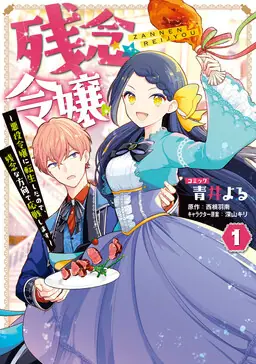 残念
ZANNEN
REIJYOU
令嬢
～悪役令嬢に転生したので、
残念な方向で応戦します～
コミック
青井よる
原作：西根羽南
キャラクター原案：深山キリ
1